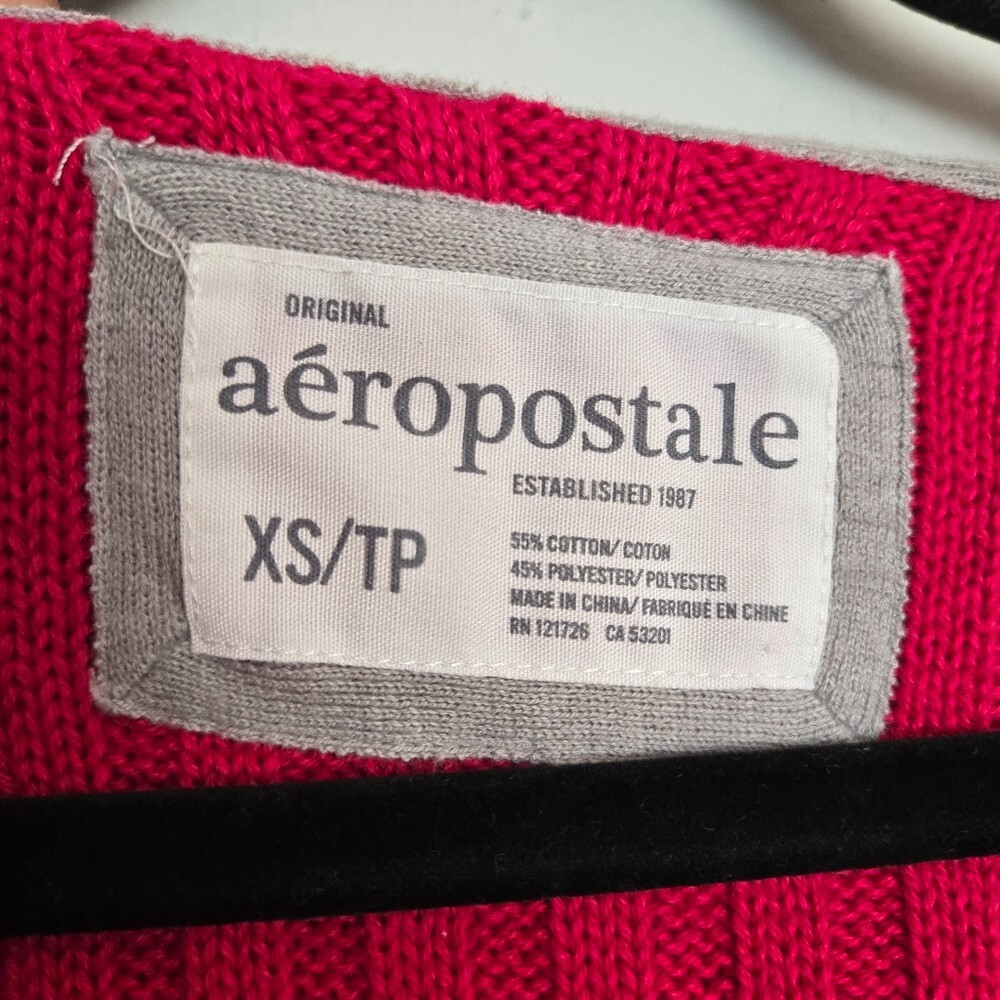 ORIGINAL
aéropostale
ESTABLISHED 1987
XS/TP
55% COTTON/ COTON
45% POLYESTER/ POLYESTER
MADE IN CHINA/ FABRIQUÉ EN CHINE
RN 121726 CA 53201